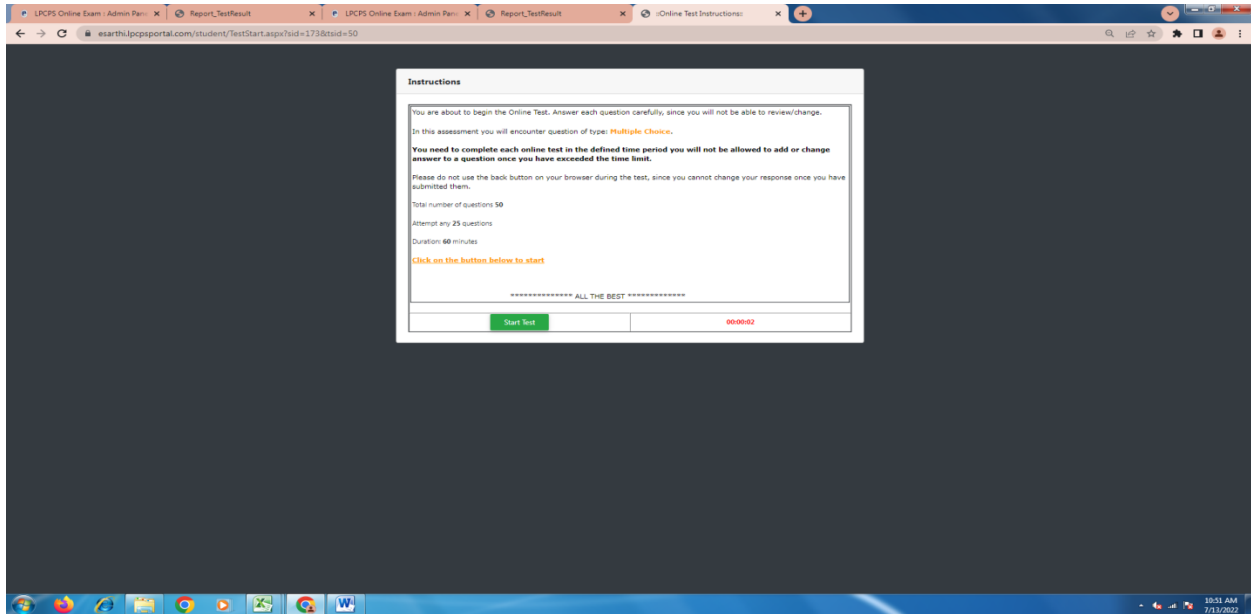 LPCPS Online Exam : Admin Pan
Report_TestResult
LPCPS Online Exam : Admin Pan
Report_TestResult
::Online Test Instructions:
esarthi.lpcpsportal.com/student/TestStart.aspx?sid=173&tsid=50
Instructions
You are about to begin the Online Test. Answer each question carefully, since you will not be able to review/change.
In this assessment you will encounter question of type: Multiple Choice.
You need to complete each online test in the defined time period you will not be allowed to add or change
answer to a question once you have exceeded the time limit.
Please do not use the back button on your browser during the test, since you cannot change your response once you have
submitted them.
Total number of questions 50
Attempt any 25 questions
Duration: 60 minutes
Click on the button below to start
************** ALL THE BEST *************
Start Test
00:00:02
10:51 AM
7/13/2022